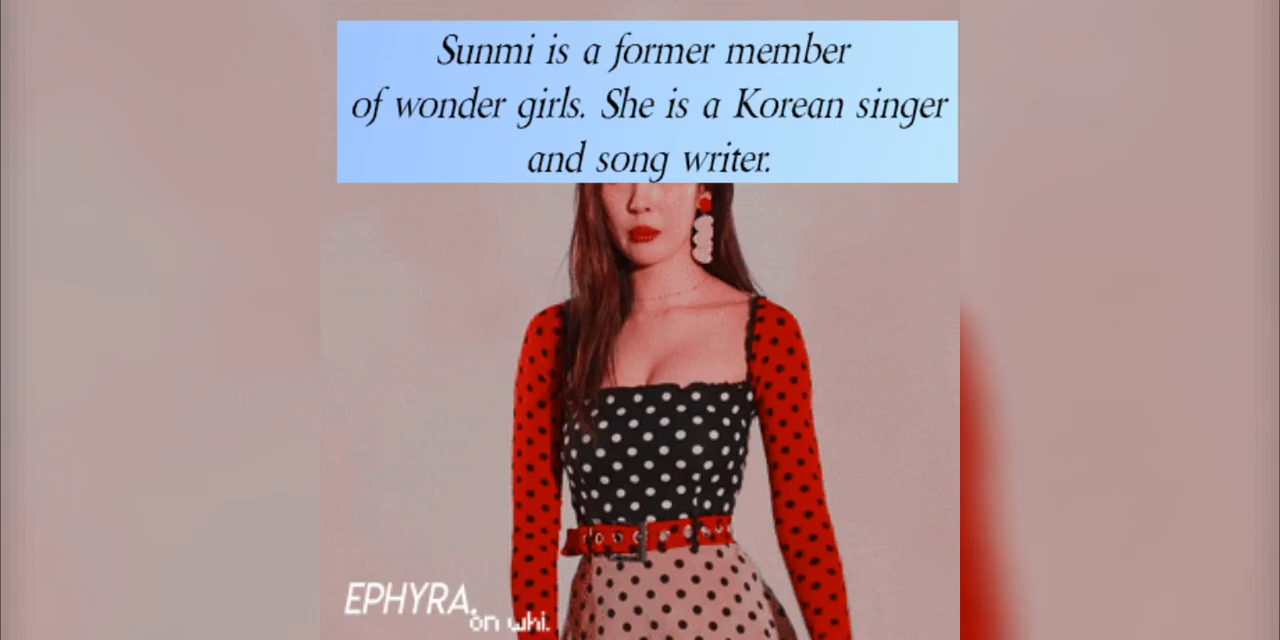 Sunmi is a former member
of wonder girls. She is a Korean singer
and song writer.
EPHYRA.
on whi.